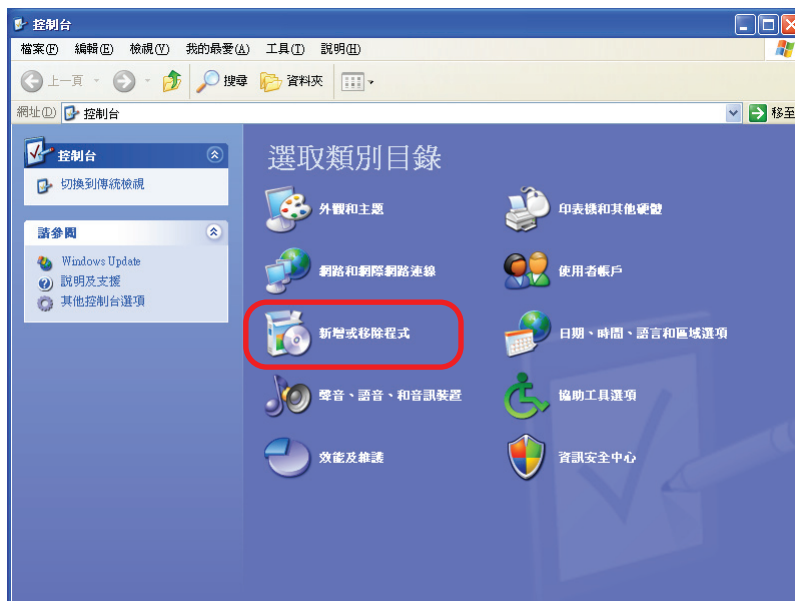 控制台
檔案(F) 編輯(E) 檢視(V) 我的最愛(A) 工具(T) 說明(H)
上一頁 搜尋 資料夾
網址(D) 控制台 移至
控制台
切換到傳統檢視
請參閱
Windows Update
說明及支援
其他控制台選項
選取類別目錄
外觀和主題
印表機和其他硬體
網路和網際網路連線
使用者帳戶
新增或移除程式
日期、時間、語言和區域選項
聲音、語音、和音訊裝置
協助工具選項
效能及維護
資訊安全中心